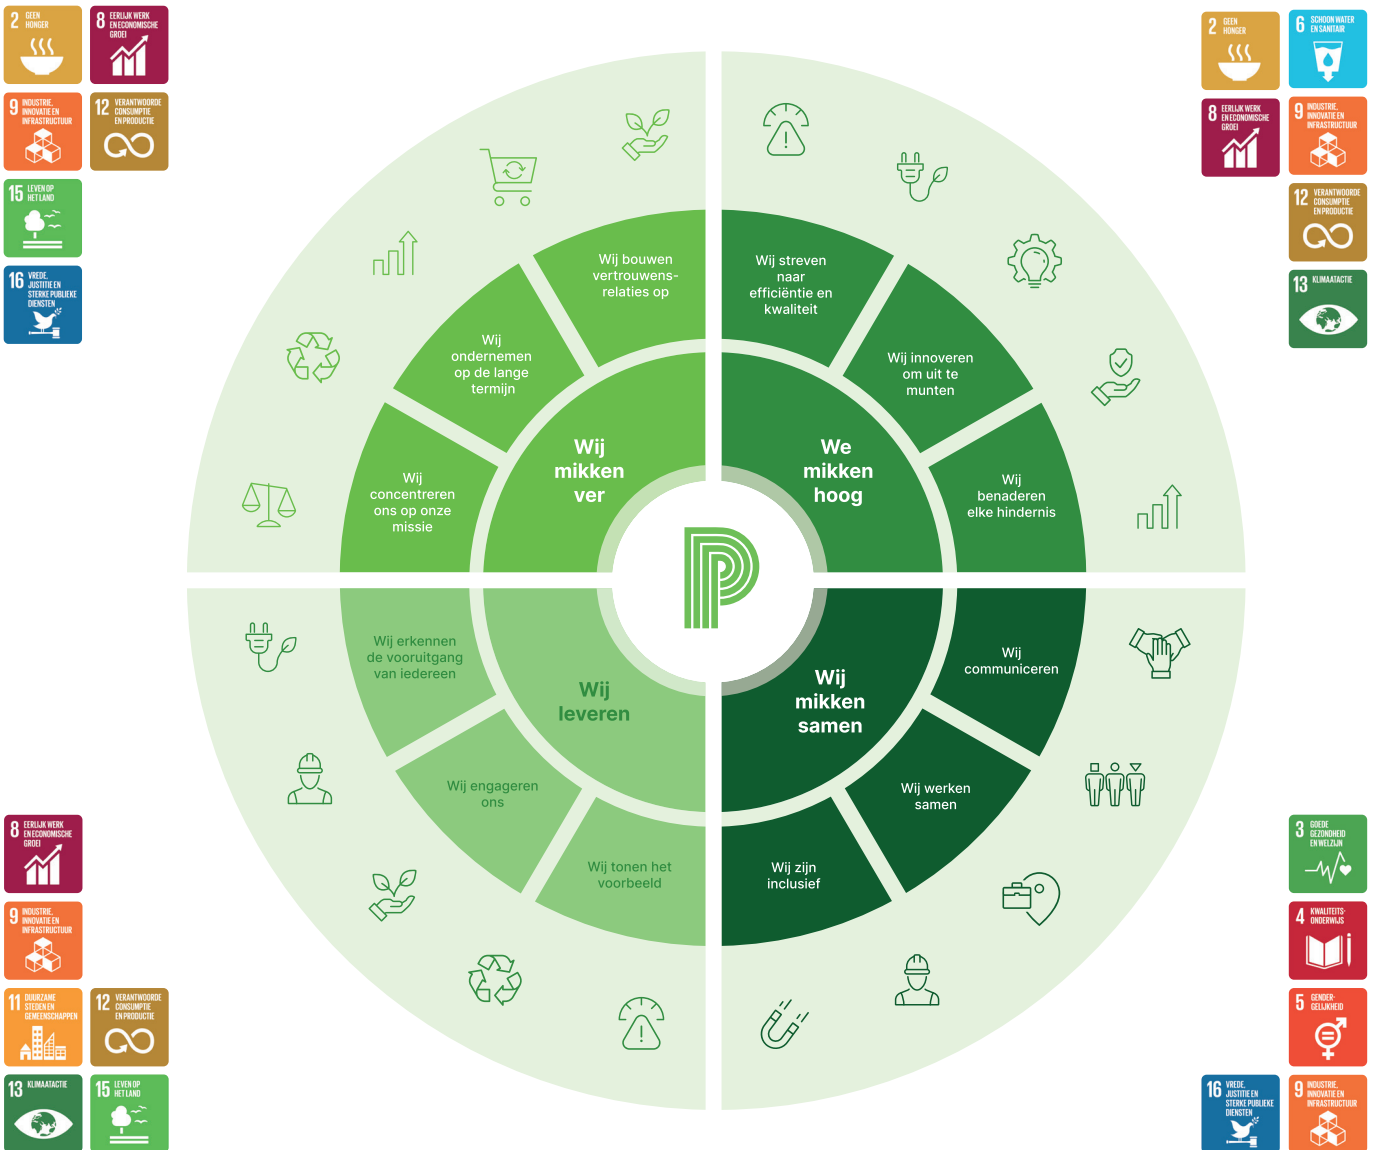 2 GEEN
HONGER
8 EERLIJK WERK
EN ECONOMISCHE
GROEI
9 INDUSTRIE,
INNOVATIE EN
INFRASTRUCTUUR
12 VERANTWOORDE
CONSUMPTIE
EN PRODUCTIE
15 LEVEN OP
HET LAND
16 VREDE,
JUSTITIE EN
STERKE PUBLIEKE
DIENSTEN
2 GEEN
HONGER
6 SCHOON WATER
EN SANITAIR
8 EERLIJK WERK
EN ECONOMISCHE
GROEI
9 INDUSTRIE,
INNOVATIE EN
INFRASTRUCTUUR
12 VERANTWOORDE
CONSUMPTIE
EN PRODUCTIE
13 KLIMAATACTIE
Wij bouwen
vertrouwens-
relaties op
Wij
ondernemen
op de lange
termijn
Wij
concentreren
ons op onze
missie
Wij
mikken
ver
Wij streven
naar
efficiëntie en
kwaliteit
Wij innoveren
om uit te
munten
Wij
benaderen
elke hindernis
We
mikken
hoog
P
Wij erkennen
de vooruitgang
van iedereen
Wij engageren
ons
Wij tonen het
voorbeeld
Wij
leveren
Wij
mikken
samen
Wij
communiceren
Wij werken
samen
Wij zijn
inclusief
8 EERLIJK WERK
EN ECONOMISCHE
GROEI
9 INDUSTRIE,
INNOVATIE EN
INFRASTRUCTUUR
11 DUURZAME
STEDEN EN
GEMEENSCHAPPEN
12 VERANTWOORDE
CONSUMPTIE
EN PRODUCTIE
13 KLIMAATACTIE
15 LEVEN OP
HET LAND
3 GOEDE
GEZONDHEID
EN WELZIJN
4 KWALITEITS-
ONDERWIJS
5 GENDER-
GELIJKHEID
16 VREDE,
JUSTITIE EN
STERKE PUBLIEKE
DIENSTEN
9 INDUSTRIE,
INNOVATIE EN
INFRASTRUCTUUR